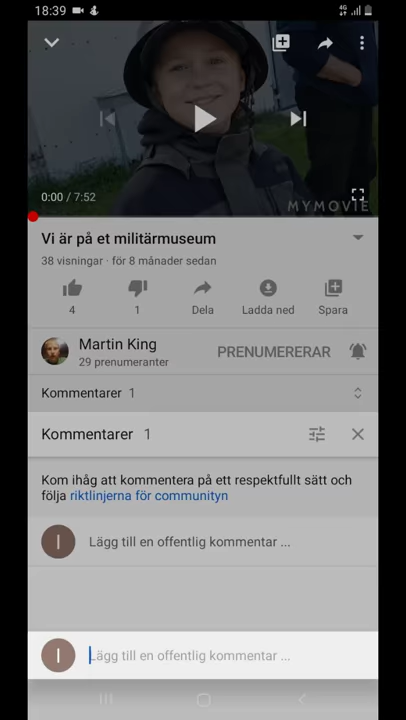 18:39
4G
0:00 / 7:52
MYMOVIE
Vi är på et militärmuseum
38 visningar · för 8 månader sedan
4
1
Dela
Ladda ned
Spara
Martin King
29 prenumeranter
PRENUMERERAR
Kommentarer 1
Kommentarer 1
Kom ihåg att kommentera på ett respektfullt sätt och
följa riktlinjerna för communityn
I
Lägg till en offentlig kommentar ...
I
Lägg till en offentlig kommentar ...